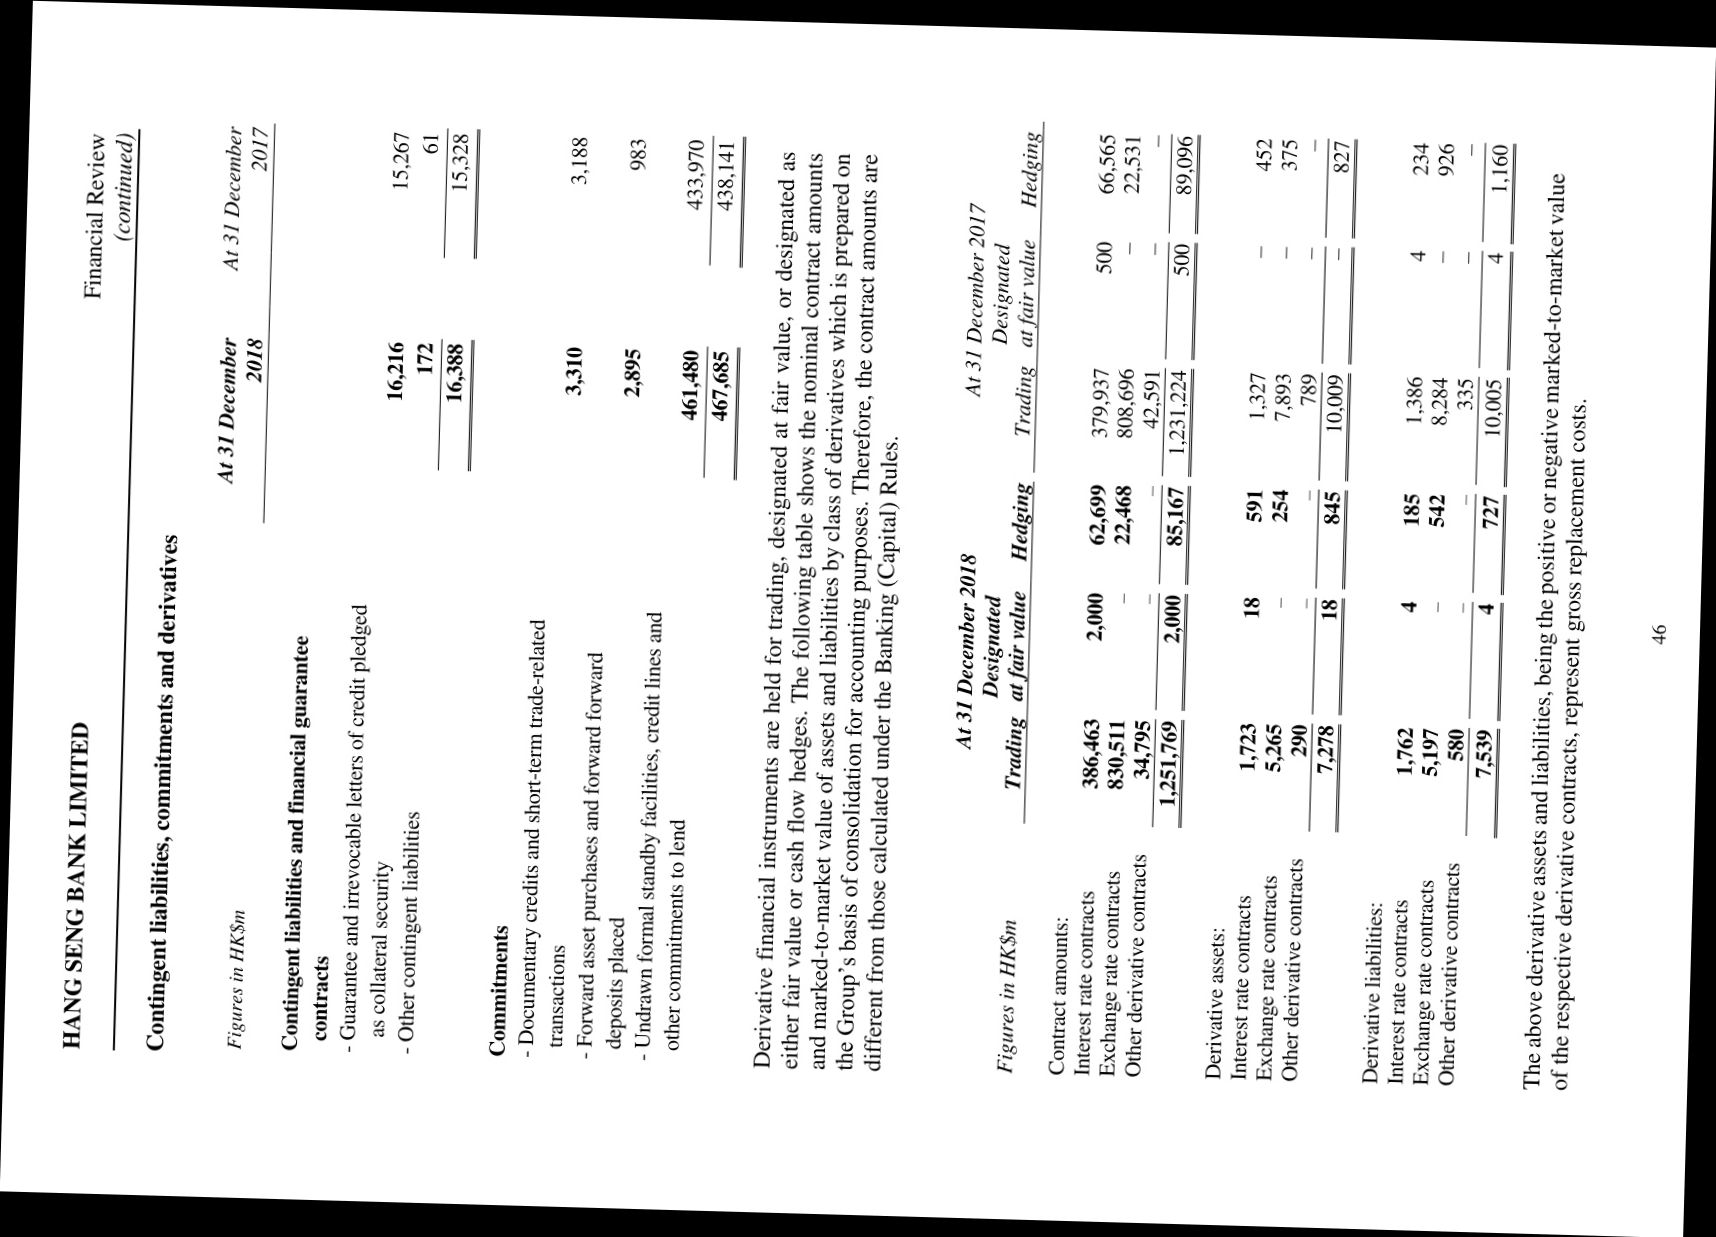 HANG SENG BANK LIMITED
Financial Review
(continued)
Contingent liabilities, commitments and derivatives
Figures in HK$m At 31 December 2018 At 31 December 2017
Contingent liabilities and financial guarantee
contracts
- Guarantee and irrevocable letters of credit pledged
as collateral security 16,216 15,267
- Other contingent liabilities 172 61
16,388 15,328
Commitments
- Documentary credits and short-term trade-related
transactions 3,310 3,188
- Forward asset purchases and forward forward
deposits placed 2,895 983
- Undrawn formal standby facilities, credit lines and
other commitments to lend 461,480 433,970
467,685 438,141
Derivative financial instruments are held for trading, designated at fair value, or designated as
either fair value or cash flow hedges. The following table shows the nominal contract amounts
and marked-to-market value of assets and liabilities by class of derivatives which is prepared on
the Group's basis of consolidation for accounting purposes. Therefore, the contract amounts are
different from those calculated under the Banking (Capital) Rules.
At 31 December 2018 At 31 December 2017
Designated Designated
Figures in HK$m Trading at fair value Hedging Trading at fair value Hedging
Contract amounts:
Interest rate contracts 386,463 2,000 62,699 379,937 500 66,565
Exchange rate contracts 830,511 – 22,468 808,696 – 22,531
Other derivative contracts 34,795 – – 42,591 – –
1,251,769 2,000 85,167 1,231,224 500 89,096
Derivative assets:
Interest rate contracts 1,723 18 591 1,327 – 452
Exchange rate contracts 5,265 – 254 7,893 – 375
Other derivative contracts 290 – – 789 – –
7,278 18 845 10,009 – 827
Derivative liabilities:
Interest rate contracts 1,762 4 185 1,386 4 234
Exchange rate contracts 5,197 – 542 8,284 – 926
Other derivative contracts 580 – – 335 – –
7,539 4 727 10,005 4 1,160
The above derivative assets and liabilities, being the positive or negative marked-to-market value
of the respective derivative contracts, represent gross replacement costs.
46